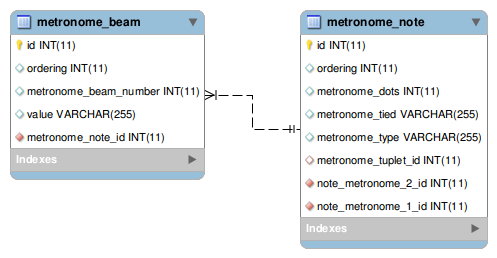 metronome_beam
id INT(11)
ordering INT(11)
metronome_beam_number INT(11)
value VARCHAR(255)
metronome_note_id INT(11)
Indexes
metronome_note
id INT(11)
ordering INT(11)
metronome_dots INT(11)
metronome_tied VARCHAR(255)
metronome_type VARCHAR(255)
metronome_tuplet_id INT(11)
note_metronome_2_id INT(11)
note_metronome_1_id INT(11)
Indexes